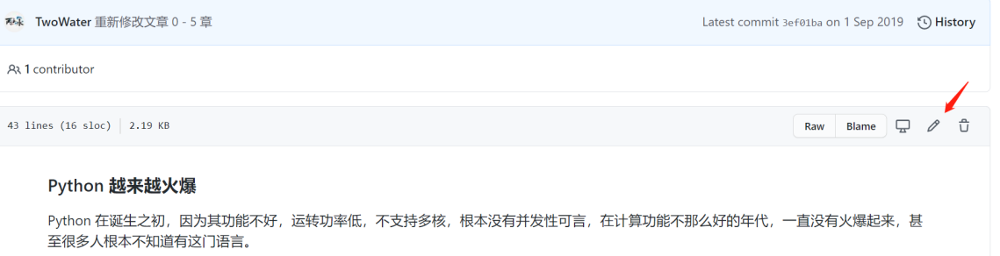 TwoWater 重新修改文章 0 - 5 章 Latest commit 3ef01ba on 1 Sep 2019 History
1 contributor
43 lines (16 sloc) 2.19 KB Raw Blame
Python 越来越火爆
Python 在诞生之初，因为其功能不好，运转功率低，不支持多核，根本没有并发性可言，在计算功能不那么好的年代，一直没有火爆起来，甚
至很多人根本不知道有这门语言。